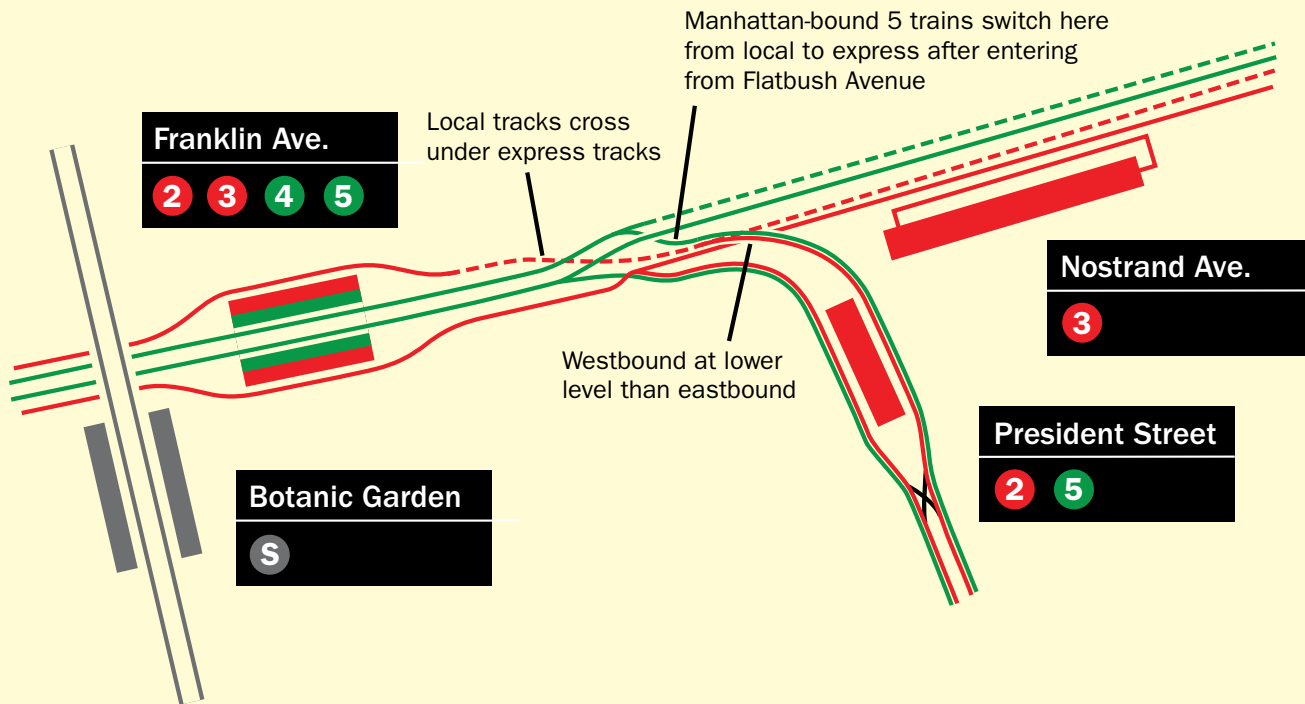 Manhattan-bound 5 trains switch here
from local to express after entering
from Flatbush Avenue
Franklin Ave.
2 3 4 5
Local tracks cross
under express tracks
Nostrand Ave.
3
Westbound at lower
level than eastbound
President Street
2 5
Botanic Garden
S